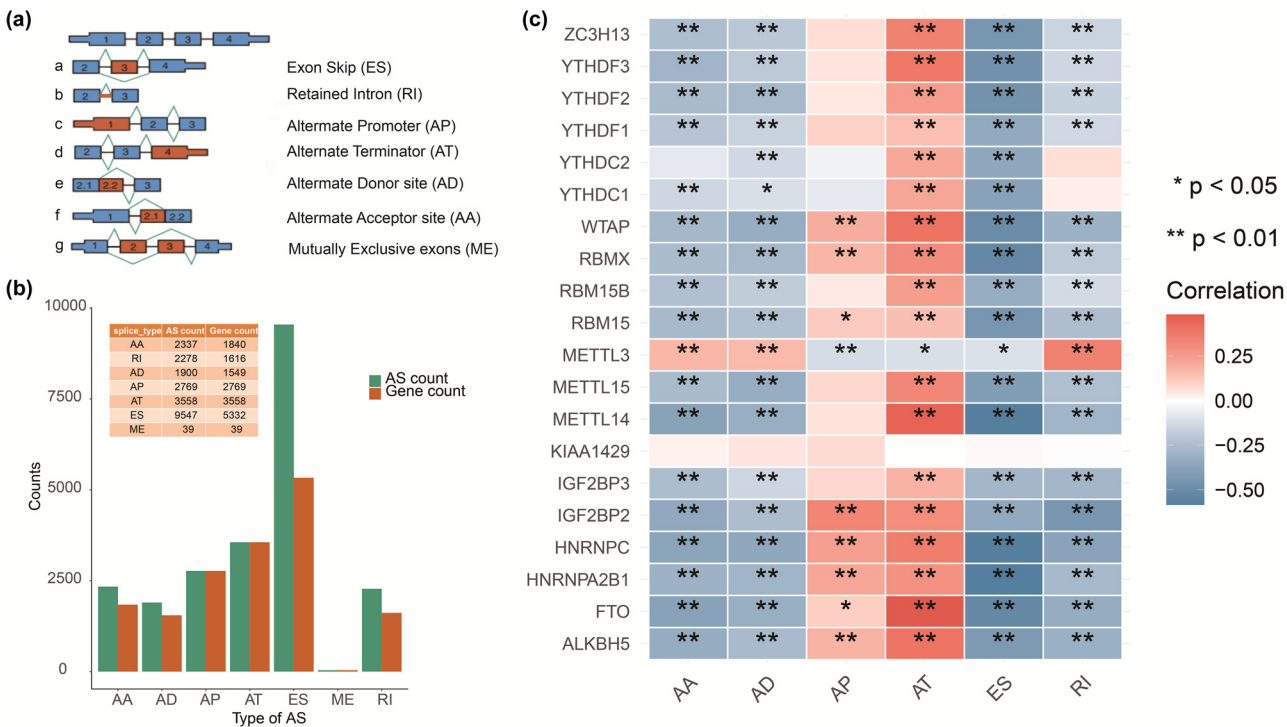 (a)
1 2 3 4
a 2 3 4 Exon Skip (ES)
b 2 3 Retained Intron (RI)
c 1 2 3 Alternate Promoter (AP)
d 2 3 4 Alternate Terminator (AT)
e 2.1 2.2 3 Alternate Donor site (AD)
f 1 2.1 2.2 Alternate Acceptor site (AA)
g 1 2 3 4 Mutually Exclusive exons (ME)
(b)
10000
7500
5000
2500
0
Counts
splice_type AS count Gene count
AA 2337 1840
RI 2278 1616
AD 1900 1549
AP 2769 2769
AT 3558 3558
ES 9547 5332
ME 39 39
AS count
Gene count
AA AD AP AT ES ME RI
Type of AS
(c)
ZC3H13 ** ** ** ** **
YTHDF3 ** ** ** ** **
YTHDF2 ** ** ** ** **
YTHDF1 ** ** ** ** **
YTHDC2 ** ** **
YTHDC1 ** * ** **
WTAP ** ** ** ** ** **
RBMX ** ** ** ** ** **
RBM15B ** ** ** ** **
RBM15 ** ** * ** ** **
METTL3 ** ** ** * * **
METTL15 ** ** ** ** **
METTL14 ** ** ** ** **
KIAA1429
IGF2BP3 ** ** ** ** **
IGF2BP2 ** ** ** ** ** **
HNRNPC ** ** ** ** ** **
HNRNPA2B1 ** ** ** ** ** **
FTO ** ** * ** ** **
ALKBH5 ** ** ** ** ** **
AA AD AP AT ES RI
* p < 0.05
** p < 0.01
Correlation
0.25
0.00
−0.25
−0.50